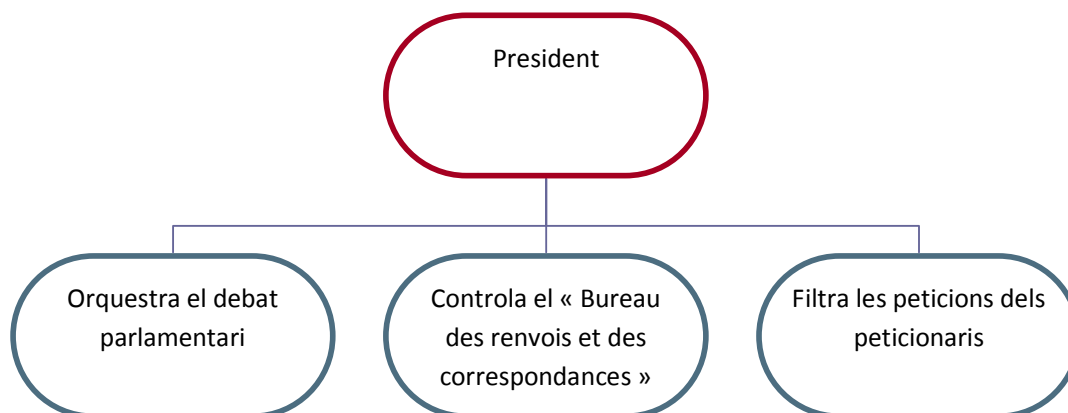 President
Orquestra el debat
parlamentari
Controla el « Bureau
des renvois et des
correspondances »
Filtra les peticions dels
peticionaris